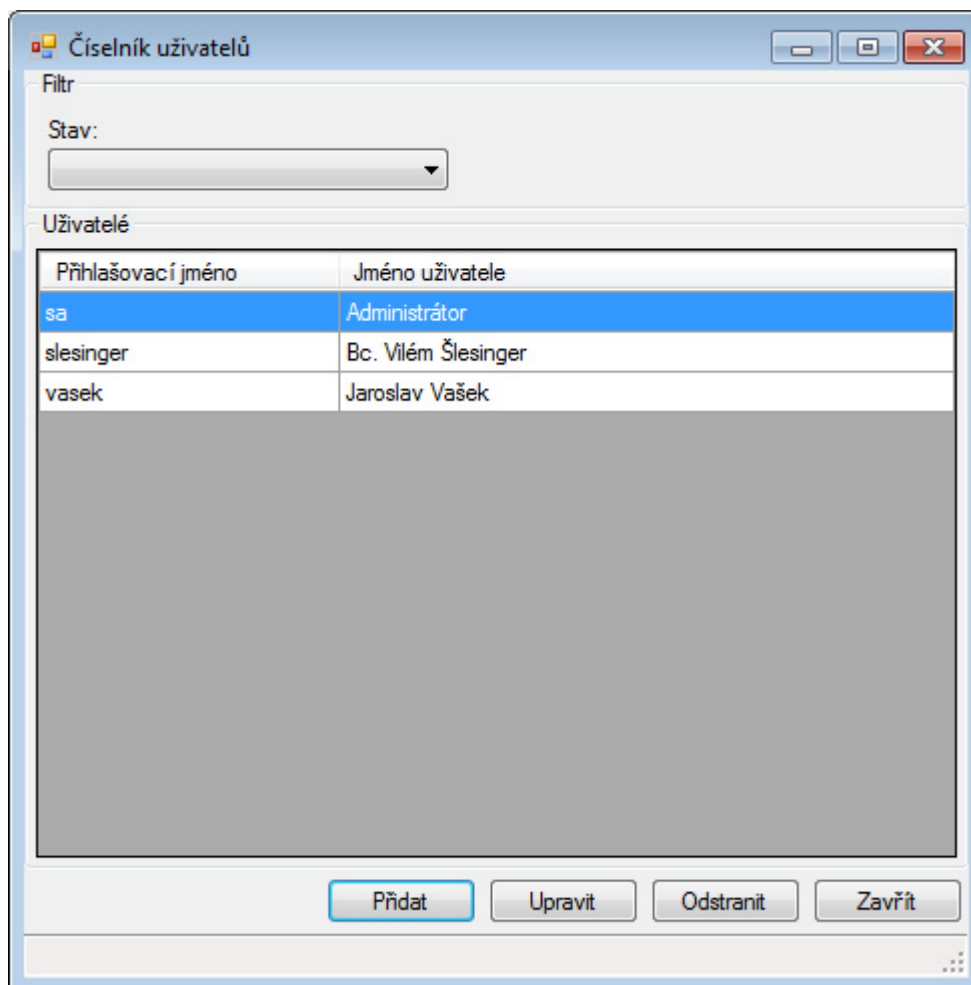 Číselník uživatelů
Filtr
Stav:
Uživatelé
Přihlašovací jméno Jméno uživatele
sa Administrátor
slesinger Bc. Vilém Šlesinger
vasek Jaroslav Vašek
Přidat Upravit Odstranit Zavřít